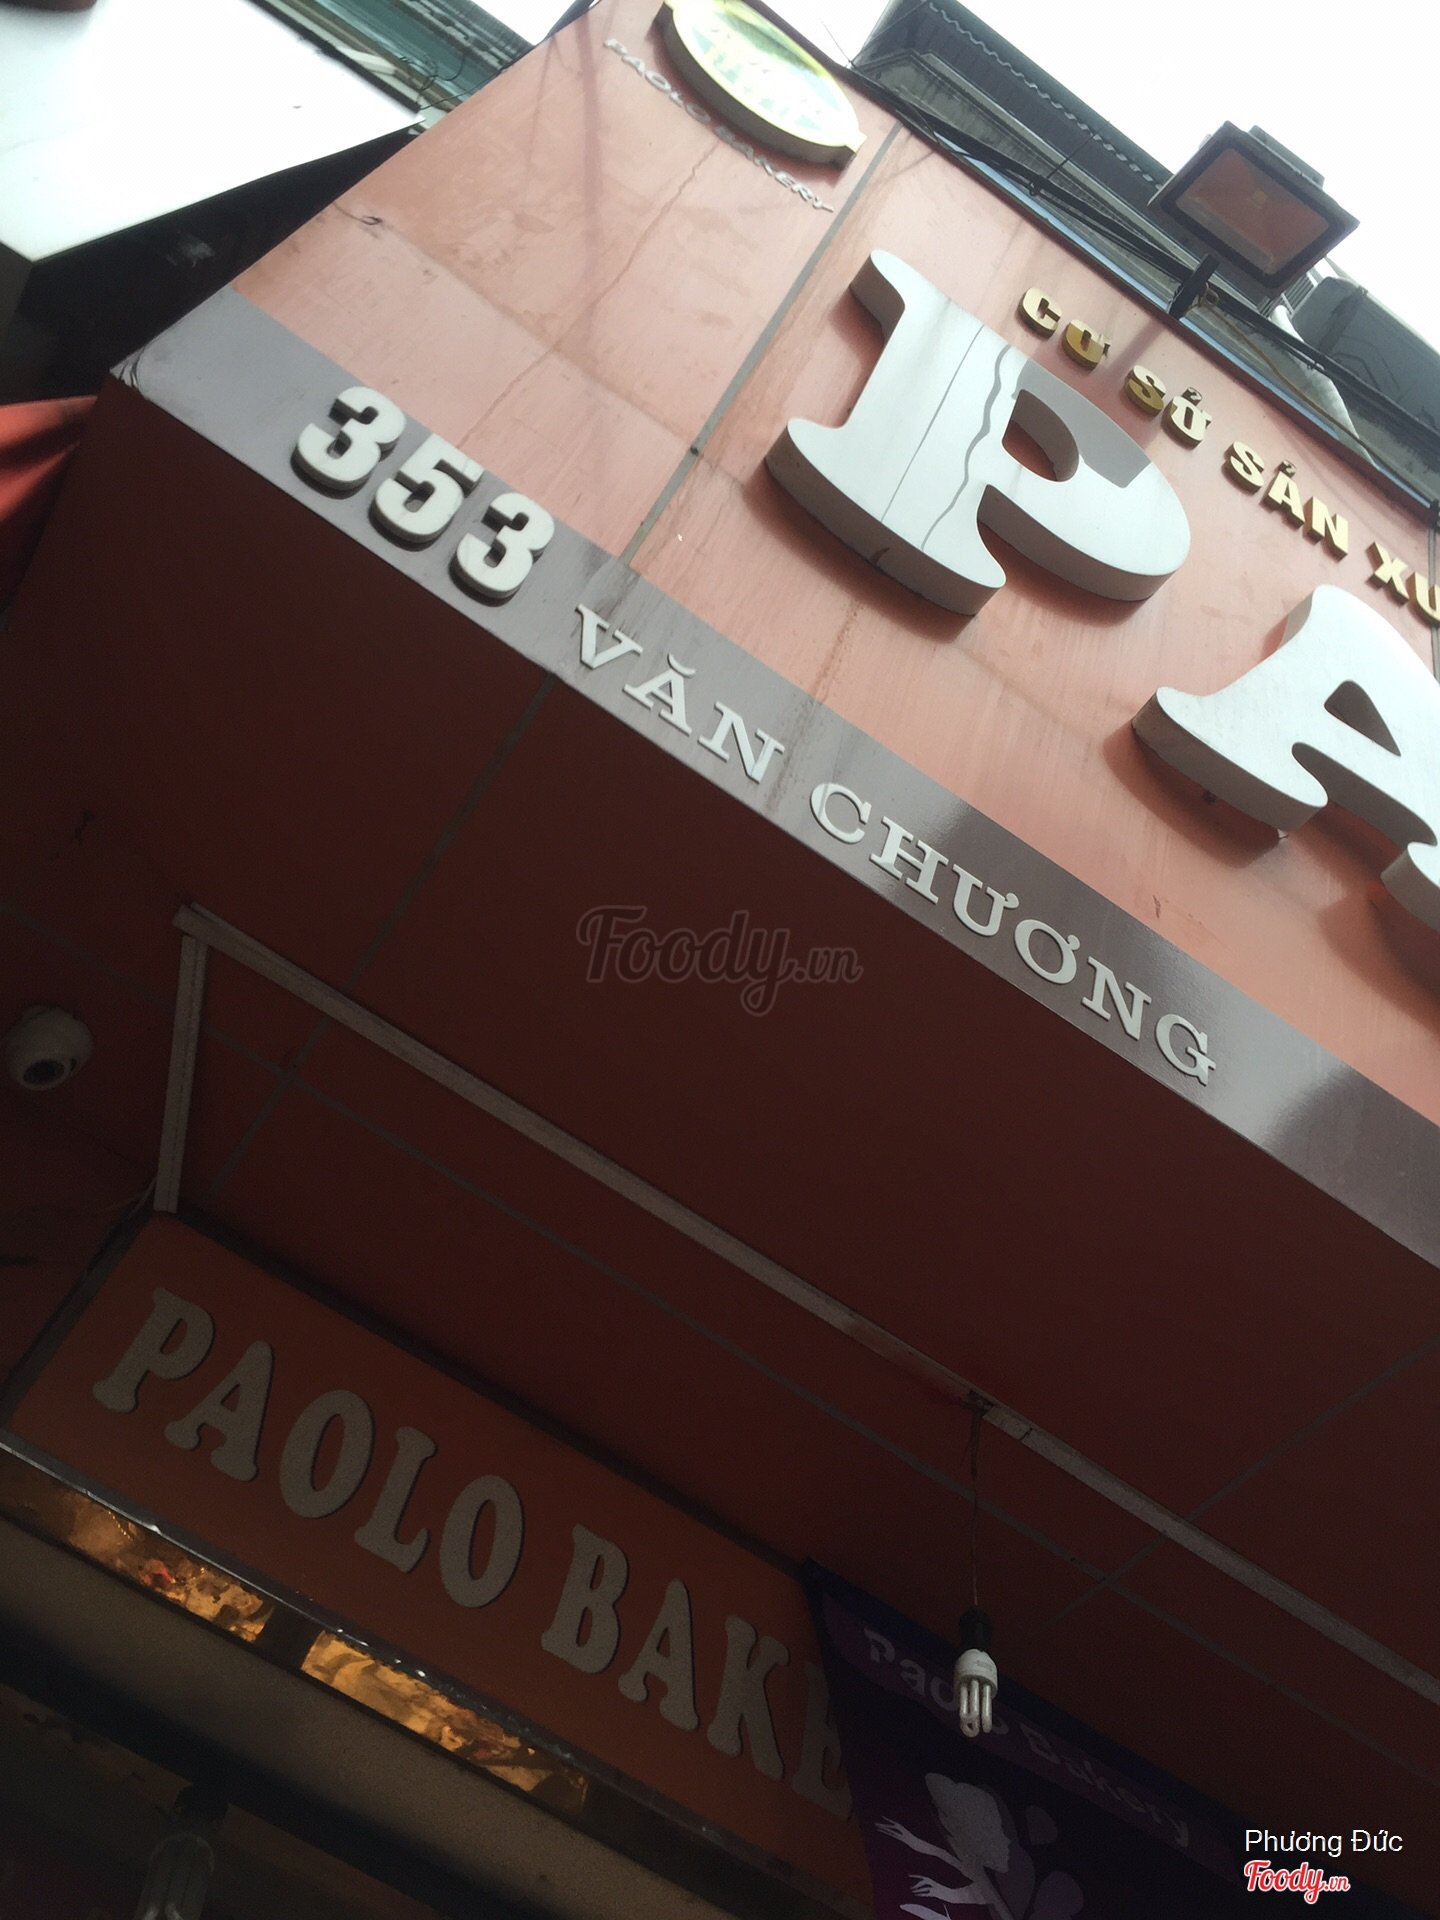 PAOLO BAKERY
CƠ SỞ SẢN XU
PA
353 VĂN CHƯƠNG
Foody.vn
PAOLO BAKE
Paolo Bakery
Phương Đức
Foody.vn